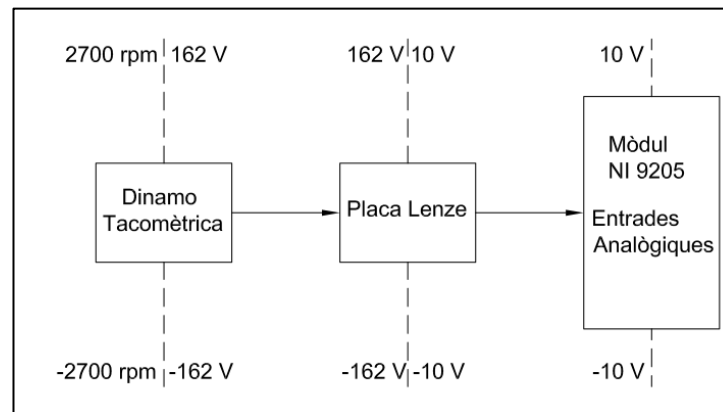 2700 rpm 162 V
162 V 10 V
10 V
Dinamo
Tacomètrica
Placa Lenze
Mòdul
NI 9205
Entrades
Analògiques
-2700 rpm -162 V
-162 V -10 V
-10 V